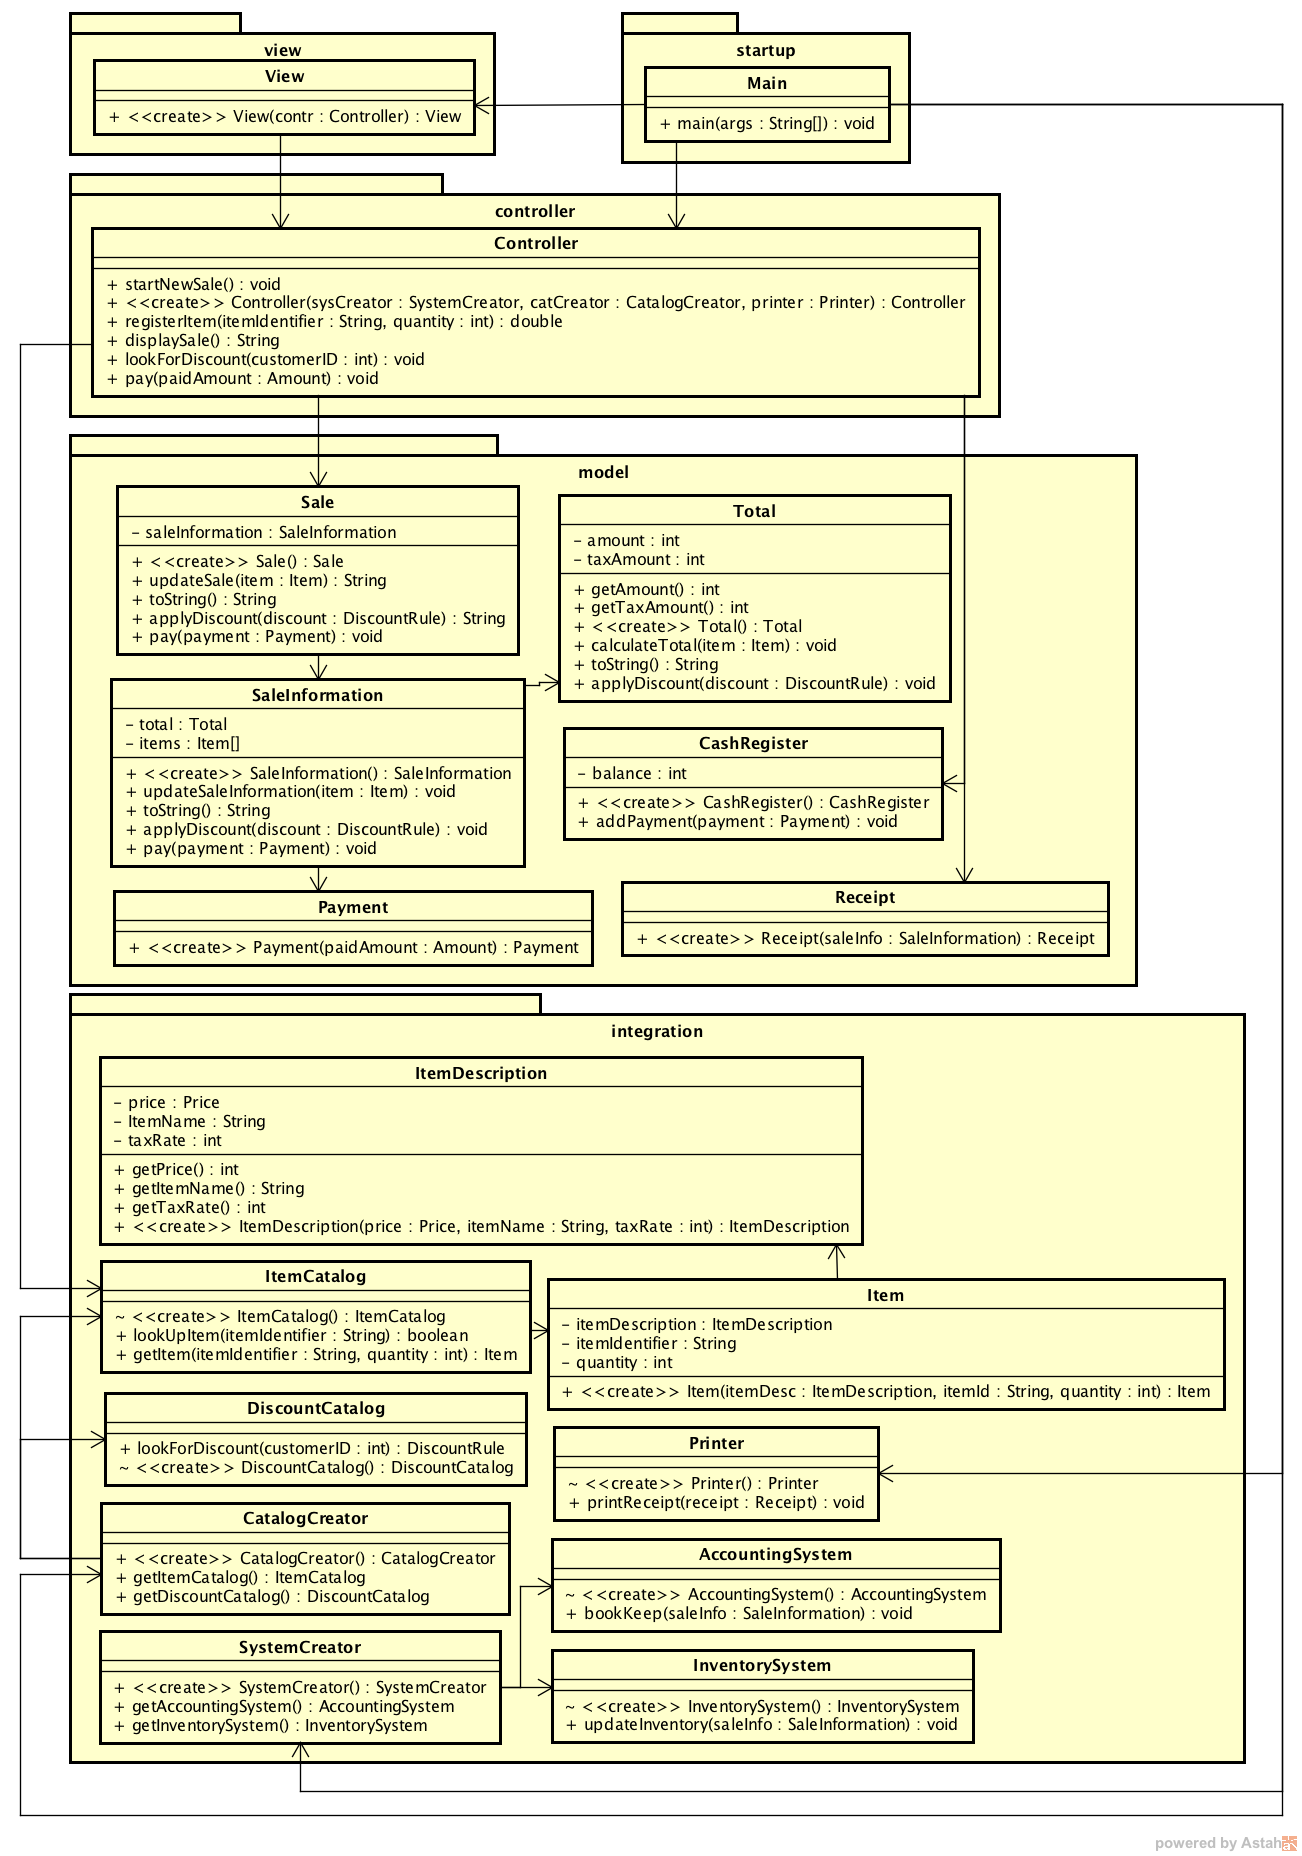 view
View
+ <<create>> View(contr : Controller) : View
startup
Main
+ main(args : String[]) : void
controller
Controller
+ startNewSale() : void
+ <<create>> Controller(sysCreator : SystemCreator, catCreator : CatalogCreator, printer : Printer) : Controller
+ registerItem(itemIdentifier : String, quantity : int) : double
+ displaySale() : String
+ lookForDiscount(customerID : int) : void
+ pay(paidAmount : Amount) : void
model
Sale
- saleInformation : SaleInformation
+ <<create>> Sale() : Sale
+ updateSale(item : Item) : String
+ toString() : String
+ applyDiscount(discount : DiscountRule) : String
+ pay(payment : Payment) : void
Total
- amount : int
- taxAmount : int
+ getAmount() : int
+ getTaxAmount() : int
+ <<create>> Total() : Total
+ calculateTotal(item : Item) : void
+ toString() : String
+ applyDiscount(discount : DiscountRule) : void
SaleInformation
- total : Total
- items : Item[]
+ <<create>> SaleInformation() : SaleInformation
+ updateSaleInformation(item : Item) : void
+ toString() : String
+ applyDiscount(discount : DiscountRule) : void
+ pay(payment : Payment) : void
CashRegister
- balance : int
+ <<create>> CashRegister() : CashRegister
+ addPayment(payment : Payment) : void
Payment
+ <<create>> Payment(paidAmount : Amount) : Payment
Receipt
+ <<create>> Receipt(saleInfo : SaleInformation) : Receipt
integration
ItemDescription
- price : Price
- ItemName : String
- taxRate : int
+ getPrice() : int
+ getItemName() : String
+ getTaxRate() : int
+ <<create>> ItemDescription(price : Price, itemName : String, taxRate : int) : ItemDescription
ItemCatalog
~ <<create>> ItemCatalog() : ItemCatalog
+ lookUpItem(itemIdentifier : String) : boolean
+ getItem(itemIdentifier : String, quantity : int) : Item
Item
- itemDescription : ItemDescription
- itemIdentifier : String
- quantity : int
+ <<create>> Item(itemDesc : ItemDescription, itemId : String, quantity : int) : Item
DiscountCatalog
+ lookForDiscount(customerID : int) : DiscountRule
~ <<create>> DiscountCatalog() : DiscountCatalog
Printer
~ <<create>> Printer() : Printer
+ printReceipt(receipt : Receipt) : void
CatalogCreator
+ <<create>> CatalogCreator() : CatalogCreator
+ getItemCatalog() : ItemCatalog
+ getDiscountCatalog() : DiscountCatalog
AccountingSystem
~ <<create>> AccountingSystem() : AccountingSystem
+ bookKeep(saleInfo : SaleInformation) : void
SystemCreator
+ <<create>> SystemCreator() : SystemCreator
+ getAccountingSystem() : AccountingSystem
+ getInventorySystem() : InventorySystem
InventorySystem
~ <<create>> InventorySystem() : InventorySystem
+ updateInventory(saleInfo : SaleInformation) : void
powered by Astah